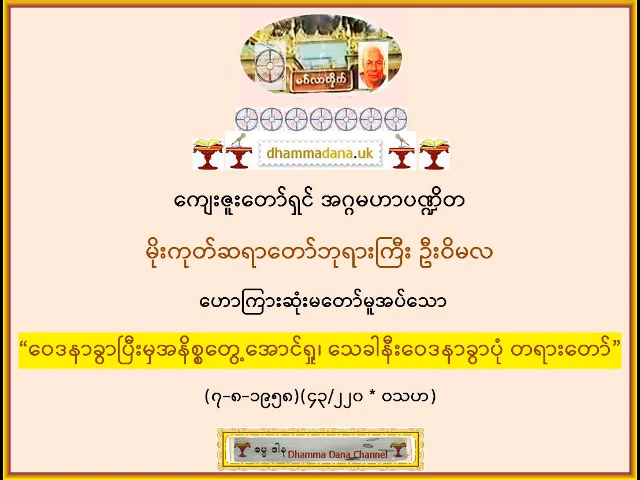 မင်္ဂလာတိုက်
dhammadana.uk
ကျေးဇူးတော်ရှင် အဂ္ဂမဟာပဏ္ဍိတ
မိုးကုတ်ဆရာတော်ဘုရားကြီး ဦးဝိမလ
ဟောကြားဆုံးမတော်မူအပ်သော
“ဝေဒနာခွာပြီးမှအနိစ္စတွေ့အောင်ရှု၊ သေခါနီးဝေဒနာခွာပုံ တရားတော်”
(၇-၈-၁၉၅၈)(၄၃/၂၂၀ * ဝသဟ)
ဓမ္မ ဒါန Dhamma Dana Channel